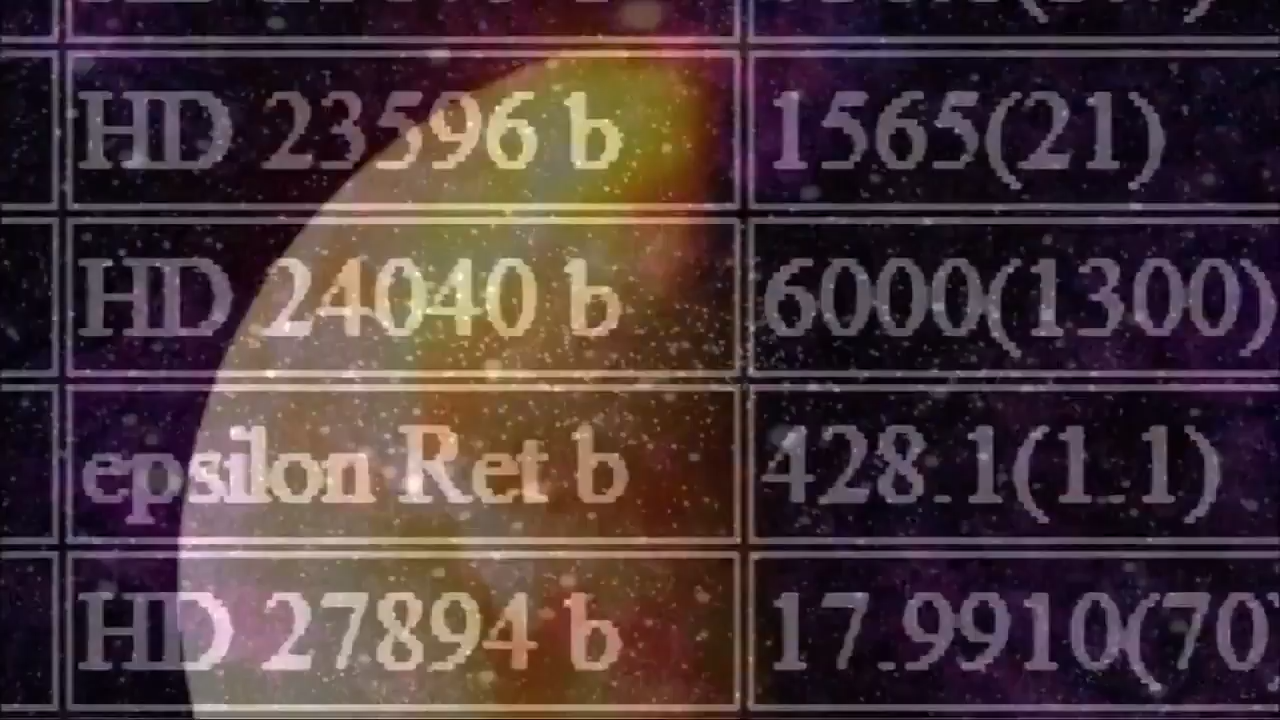 HD 23596 b 1565(21)
HD 24040 b 6000(1300)
epsilon Ret b 428.1(1.1)
HD 27894 b 17.9910(70)